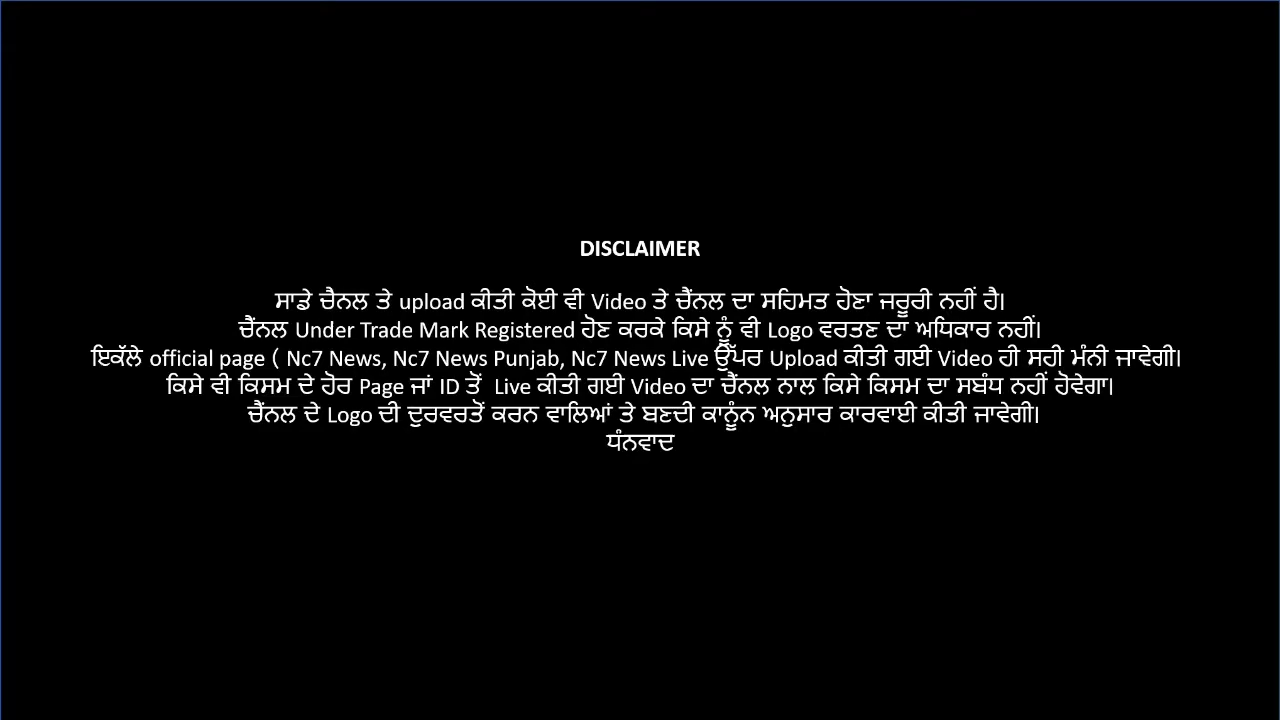 DISCLAIMER
ਸਾਡੇ ਚੈਨਲ ਤੇ upload ਕੀਤੀ ਕੋਈ ਵੀ Video ਤੇ ਚੈਂਨਲ ਦਾ ਸਹਿਮਤ ਹੋਣਾ ਜਰੂਰੀ ਨਹੀਂ ਹੈ।
ਚੈਂਨਲ Under Trade Mark Registered ਹੋਣ ਕਰਕੇ ਕਿਸੇ ਨੂੰ ਵੀ Logo ਵਰਤਣ ਦਾ ਅਧਿਕਾਰ ਨਹੀਂ।
ਇਕੱਲੇ official page ( Nc7 News, Nc7 News Punjab, Nc7 News Live ਉੱਪਰ Upload ਕੀਤੀ ਗਈ Video ਹੀ ਸਹੀ ਮੰਨੀ ਜਾਵੇਗੀ।
ਕਿਸੇ ਵੀ ਕਿਸਮ ਦੇ ਹੋਰ Page ਜਾਂ ID ਤੋਂ  Live ਕੀਤੀ ਗਈ Video ਦਾ ਚੈਂਨਲ ਨਾਲ ਕਿਸੇ ਕਿਸਮ ਦਾ ਸਬੰਧ ਨਹੀਂ ਹੋਵੇਗਾ।
ਚੈਂਨਲ ਦੇ Logo ਦੀ ਦੁਰਵਰਤੋਂ ਕਰਨ ਵਾਲਿਆਂ ਤੇ ਬਣਦੀ ਕਾਨੂੰਨ ਅਨੁਸਾਰ ਕਾਰਵਾਈ ਕੀਤੀ ਜਾਵੇਗੀ।
ਧੰਨਵਾਦ